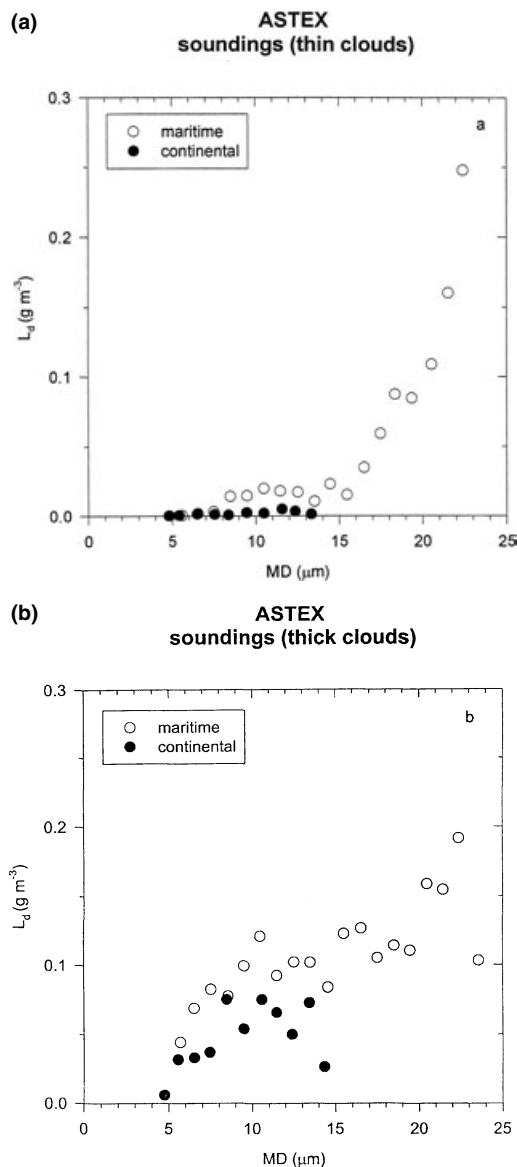 (a)
ASTEX
soundings (thin clouds)
0.3
maritime
continental
a
0.2
L_d (g m⁻³)
0.1
0.0
0 5 10 15 20 25
MD (μm)
(b)
ASTEX
soundings (thick clouds)
0.3
maritime
continental
b
0.2
L_d (g m⁻³)
0.1
0.0
0 5 10 15 20 25
MD (μm)